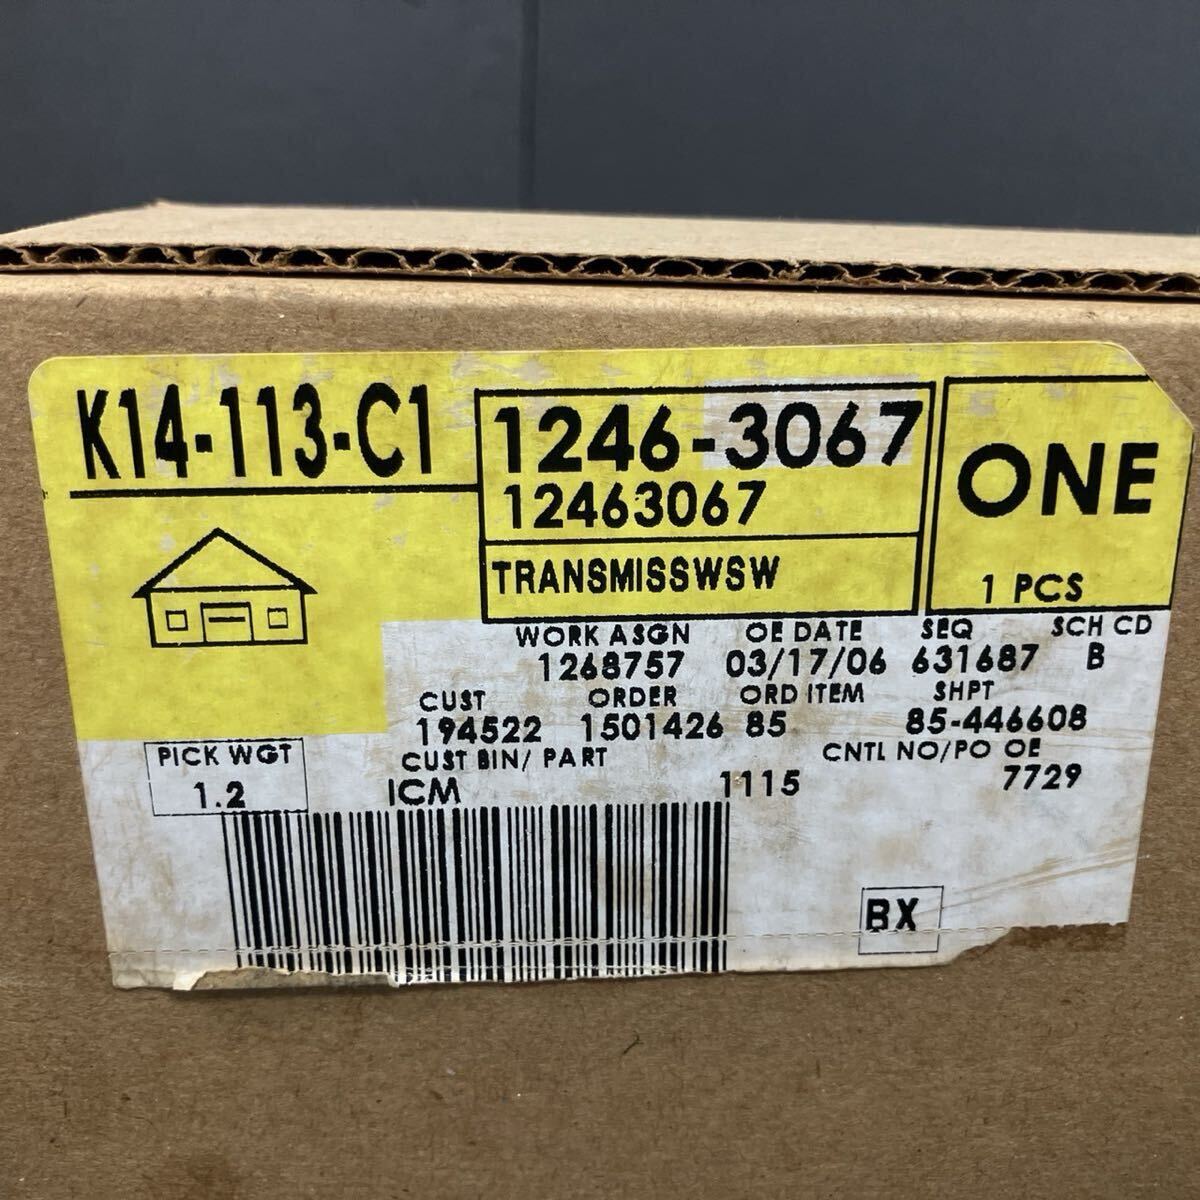 K14-113-C1
1246-3067
12463067
TRANSMISSWSW
ONE
1 PCS
WORK ASGN OE DATE SEQ SCH CD
1268757 03/17/06 631687 B
CUST ORDER ORD ITEM SHPT
194522 1501426 85 85-446608
PICK WGT
1.2
CUST BIN/ PART CNTL NO/PO OE
ICM 1115 7729
BX